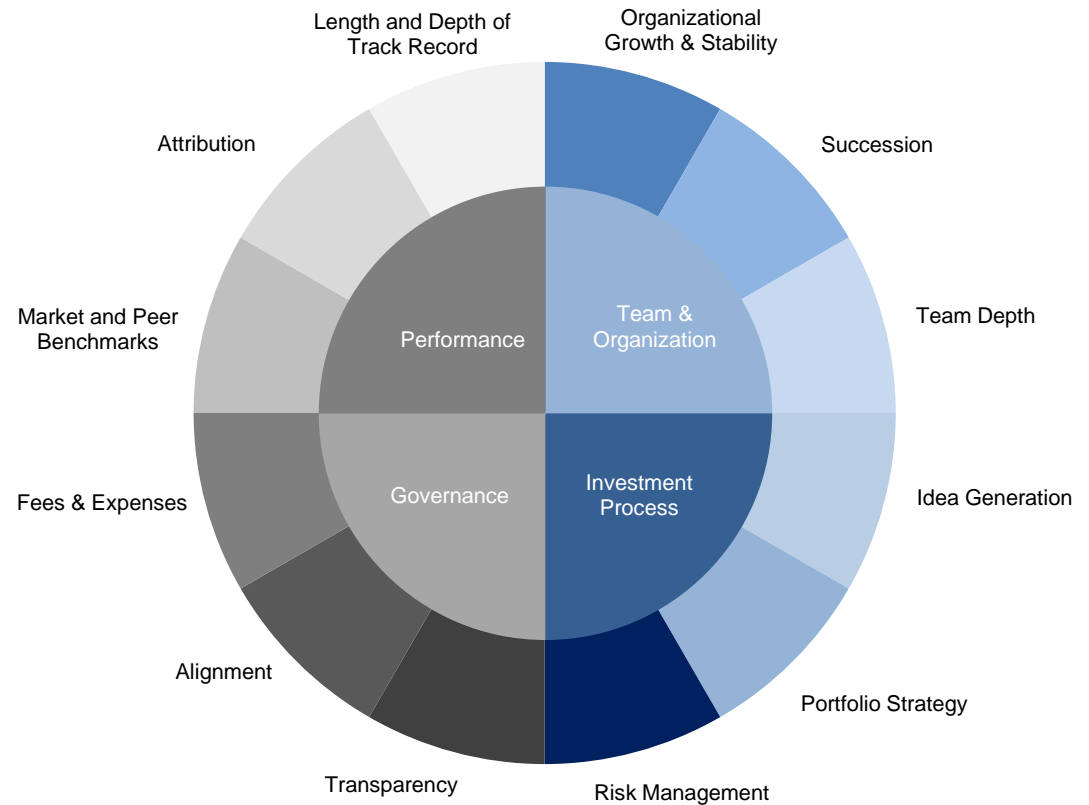 Length and Depth of
Track Record
Organizational
Growth & Stability
Attribution
Succession
Market and Peer
Benchmarks
Performance
Team &
Organization
Team Depth
Fees & Expenses
Governance
Investment
Process
Idea Generation
Alignment
Portfolio Strategy
Transparency
Risk Management